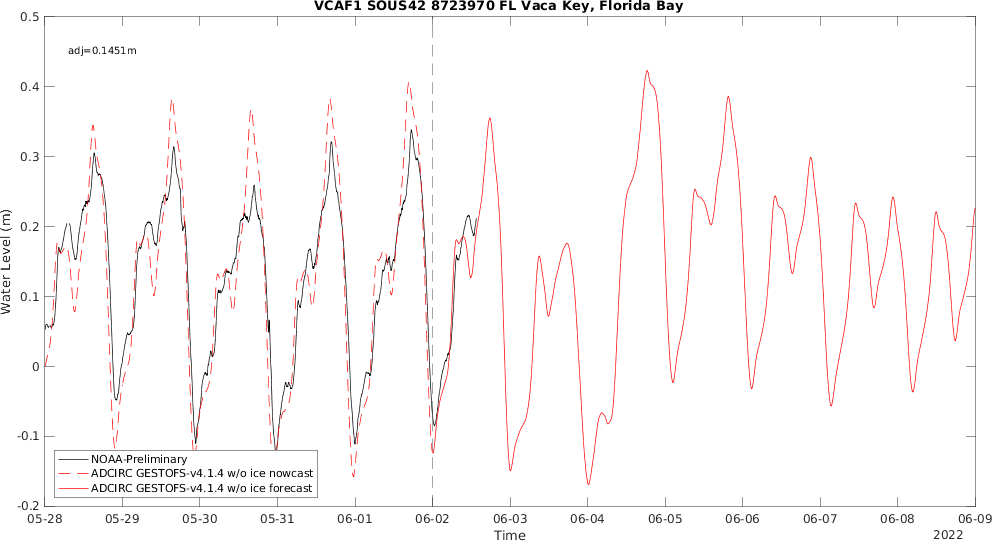 VCAF1 SOUS42 8723970 FL Vaca Key, Florida Bay
adj=0.1451m
Water Level (m)
0.5
0.4
0.3
0.2
0.1
0
-0.1
-0.2
NOAA-Preliminary
ADCIRC GESTOFS-v4.1.4 w/o ice nowcast
ADCIRC GESTOFS-v4.1.4 w/o ice forecast
05-28 05-29 05-30 05-31 06-01 06-02 06-03 06-04 06-05 06-06 06-07 06-08 06-09
Time
2022